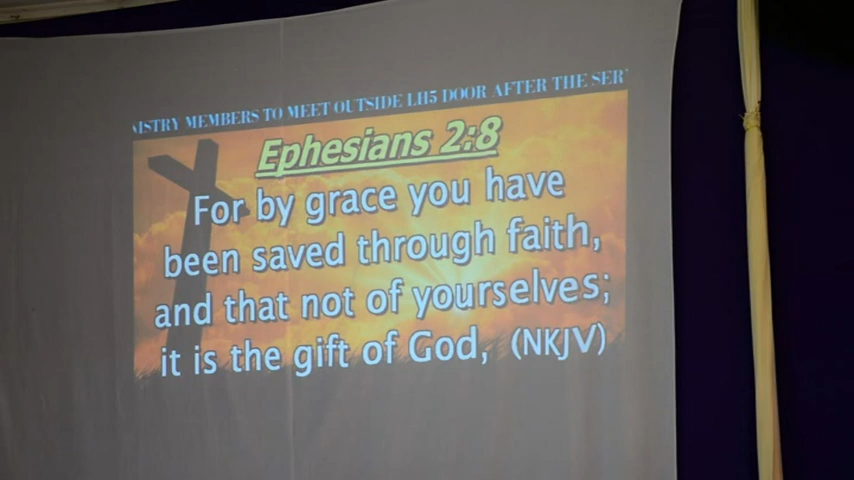 MEMBERS TO MEET OUTSIDE LH5 DOOR AFTER THE
Ephesians 2:8
For by grace you have
been saved through faith,
and that not of yourselves;
it is the gift of God, (NKJV)